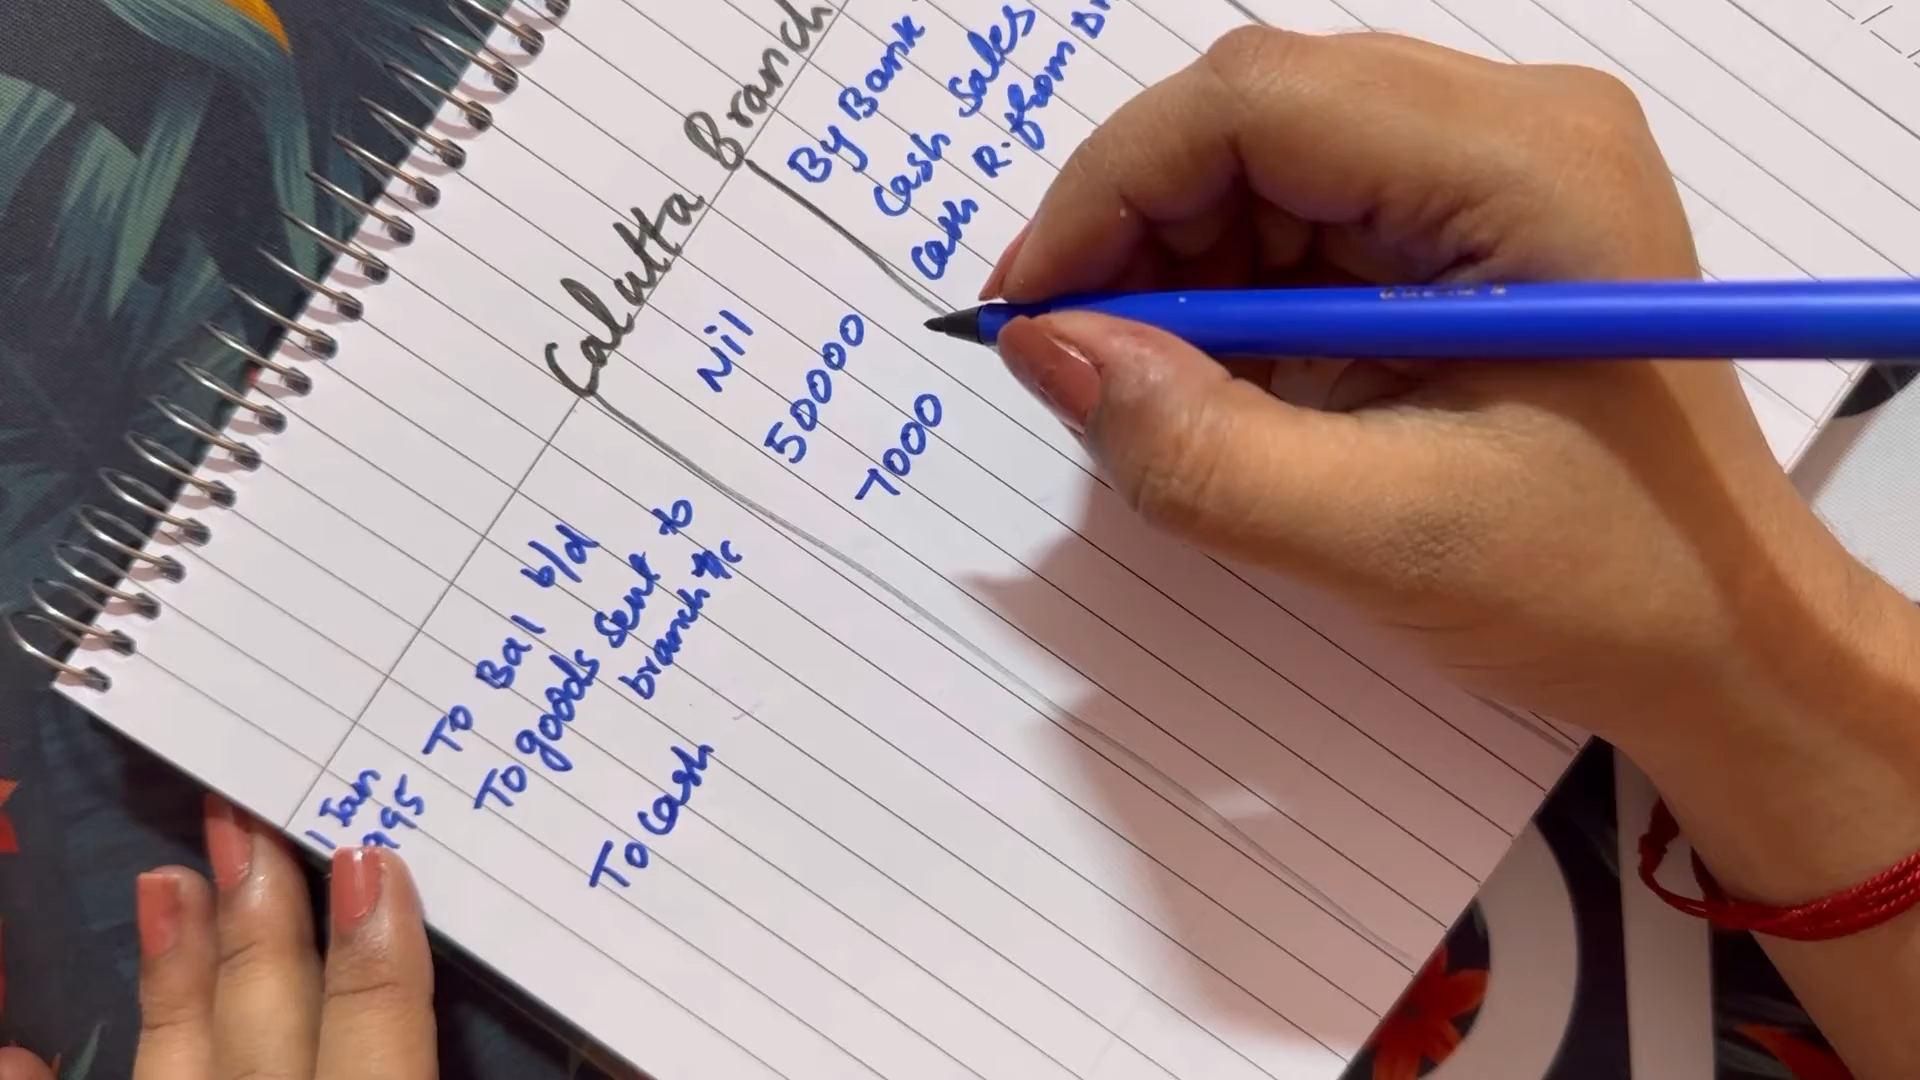 Calcutta Branch
1 Jan
1995
To Bal b/d
To goods sent to
branch a/c
To cash
Nil
50000
7000
By Bank
Cash Sales
Cash R. from